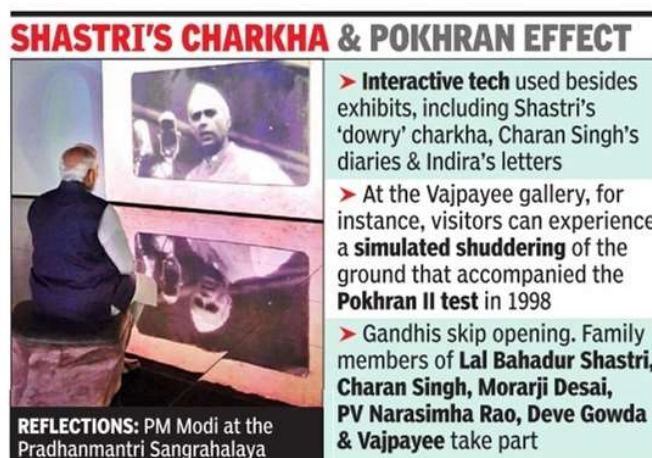 SHASTRI'S CHARKHA & POKHRAN EFFECT
➤ Interactive tech used besides
exhibits, including Shastri's
‘dowry’ charkha, Charan Singh's
diaries & Indira's letters
➤ At the Vajpayee gallery, for
instance, visitors can experience
a simulated shuddering of the
ground that accompanied the
Pokhran II test in 1998
➤ Gandhis skip opening. Family
members of Lal Bahadur Shastri,
Charan Singh, Morarji Desai,
PV Narasimha Rao, Deve Gowda
& Vajpayee take part
REFLECTIONS: PM Modi at the
Pradhanmantri Sangrahalaya